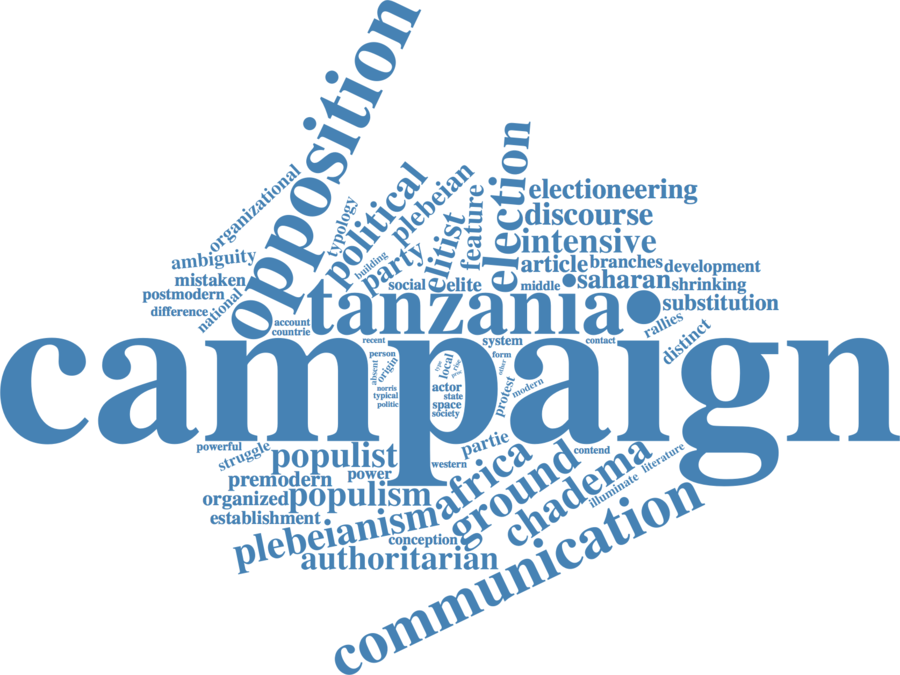 opposition
organizational
typology
political
plebeian
election
electioneering
discourse
intensive
feature
elitist
party
building
ambiguity
mistaken
postmodern
national
difference
article
branches
development
social
elite
middle
saharan
shrinking
substitution
account
countrie
tanzania
rallies
distinct
campaign
recent
system
contact
person
absent
origin
norris
typical
politic
type
local
rise
actor
state
space
society
form
other
protest
modern
powerful
struggle
populist
premodern
power
organized
populism
establishment
plebeianism
africa
western
partie
ground
contend
chadema
illuminate
literature
conception
authoritarian
communication